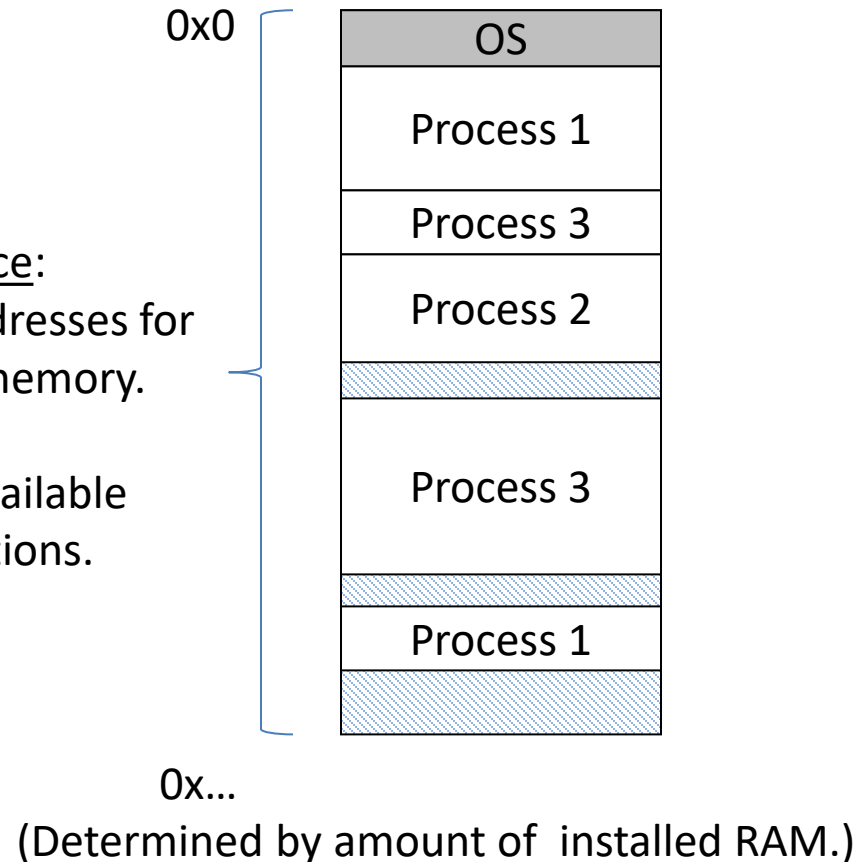 0x0
OS
Process 1
Process 3
Process 2
ce:
dresses for
memory.
ailable
tions.
Process 3
Process 1
0x…
(Determined by amount of installed RAM.)